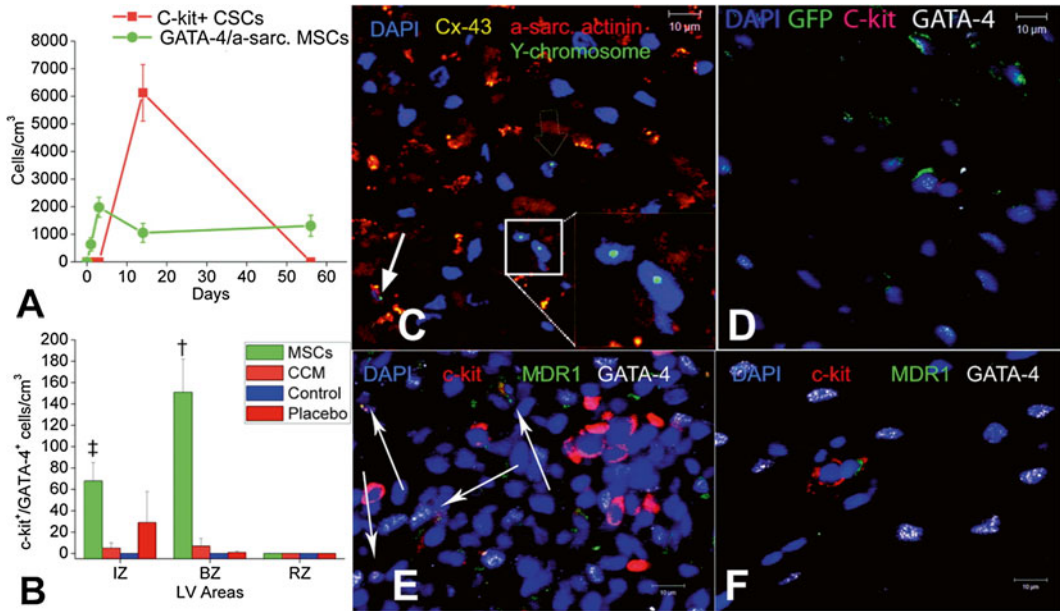 A
C-kit+ CSCs
GATA-4/a-sarc. MSCs
Cells/cm³
8000
7000
6000
5000
4000
3000
2000
1000
0
0 10 20 30 40 50 60
Days
B
c-kit⁺/GATA-4⁺ cells/cm³
200
180
160
140
120
100
80
60
40
20
0
‡
†
MSCs
CCM
Control
Placebo
IZ BZ RZ
LV Areas
DAPI Cx-43 a-sarc. actinin
Y-chromosome
10 µm
C
DAPI GFP C-kit GATA-4
10 µm
D
DAPI c-kit MDR1 GATA-4
10 µm
E
DAPI c-kit MDR1 GATA-4
10 µm
F